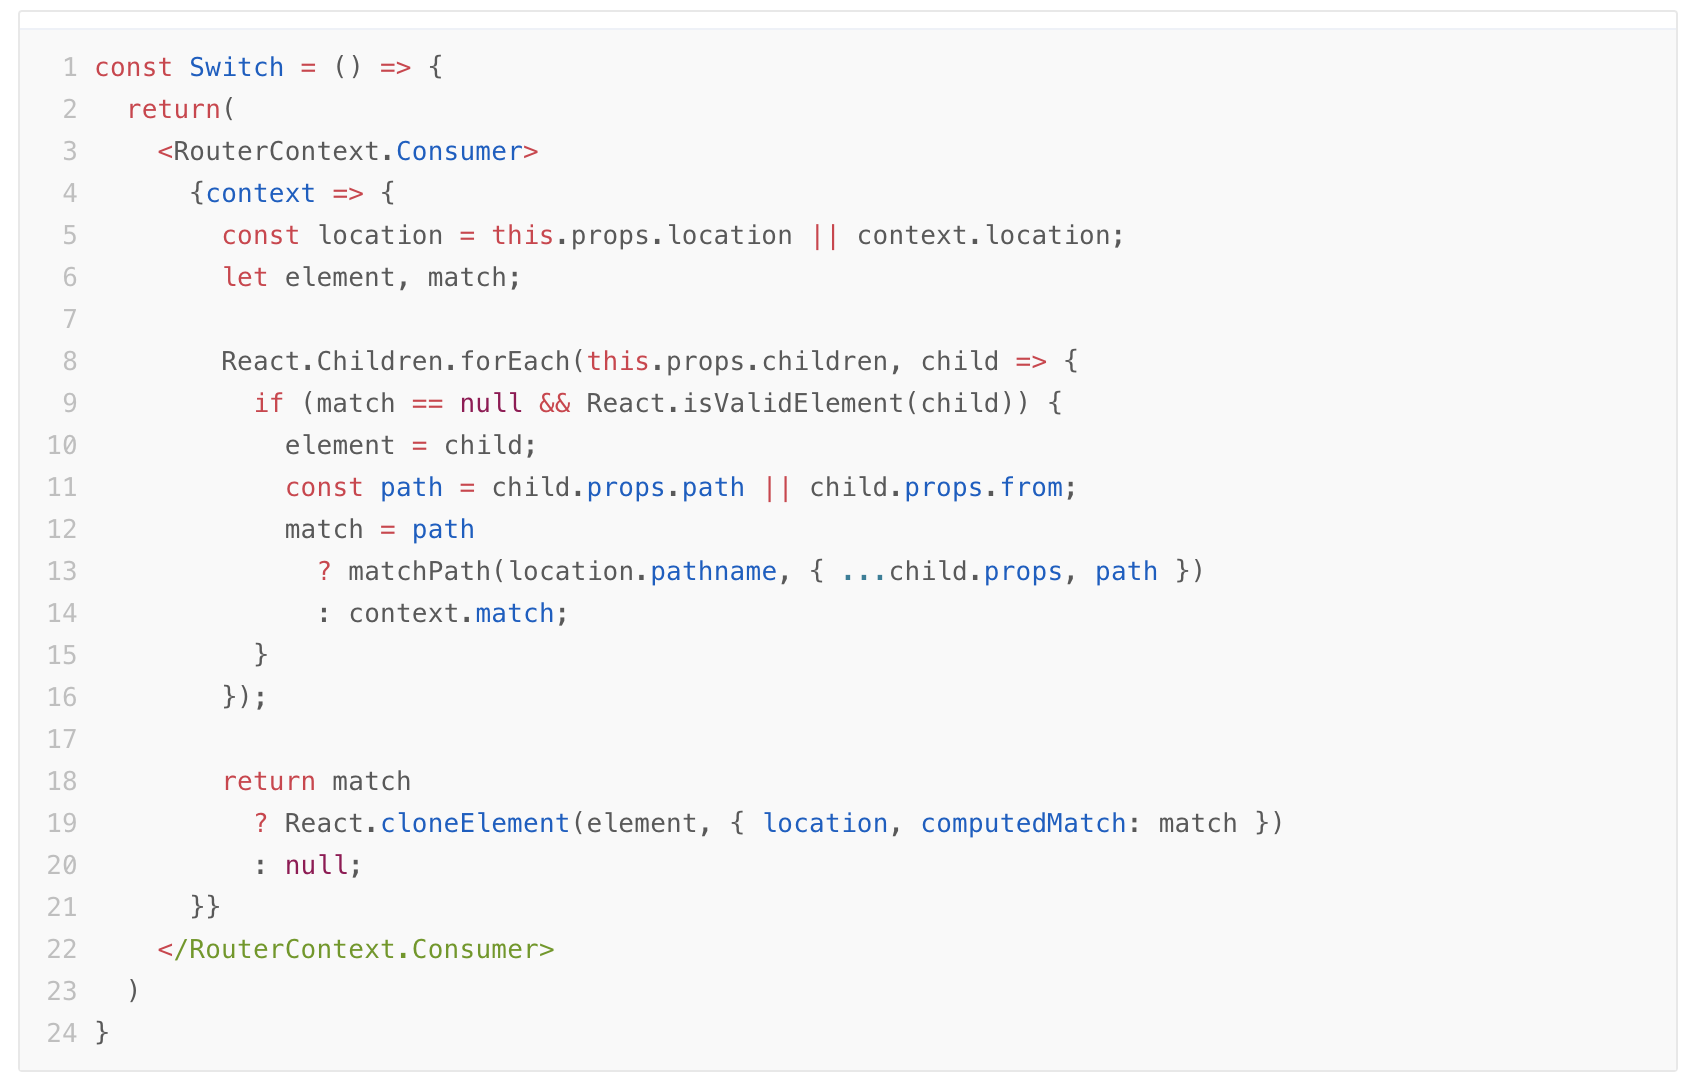 1 const Switch = () => {
2   return(
3     <RouterContext.Consumer>
4       {context => {
5         const location = this.props.location || context.location;
6         let element, match;
7
8         React.Children.forEach(this.props.children, child => {
9           if (match == null && React.isValidElement(child)) {
10             element = child;
11             const path = child.props.path || child.props.from;
12             match = path
13               ? matchPath(location.pathname, { ...child.props, path })
14               : context.match;
15           }
16         });
17
18         return match
19           ? React.cloneElement(element, { location, computedMatch: match })
20           : null;
21       }}
22     </RouterContext.Consumer>
23   )
24 }